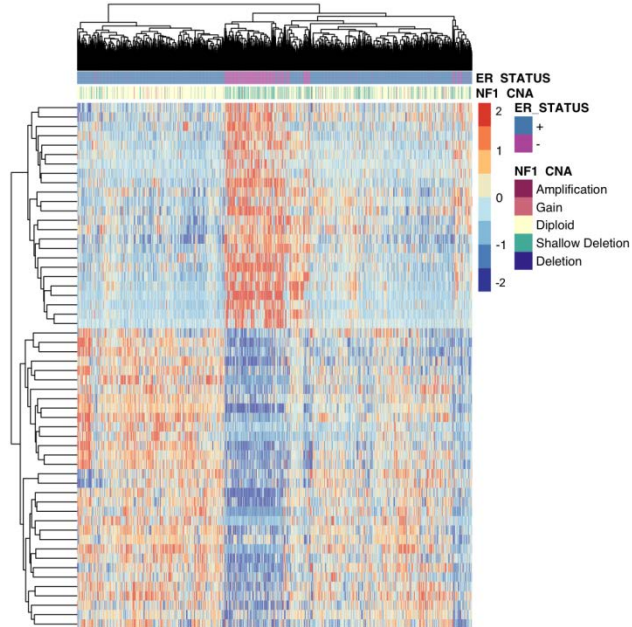 ER_STATUS
NF1_CNA
2
1
0
-1
-2
ER_STATUS
+
-
NF1_CNA
Amplification
Gain
Diploid
Shallow Deletion
Deletion